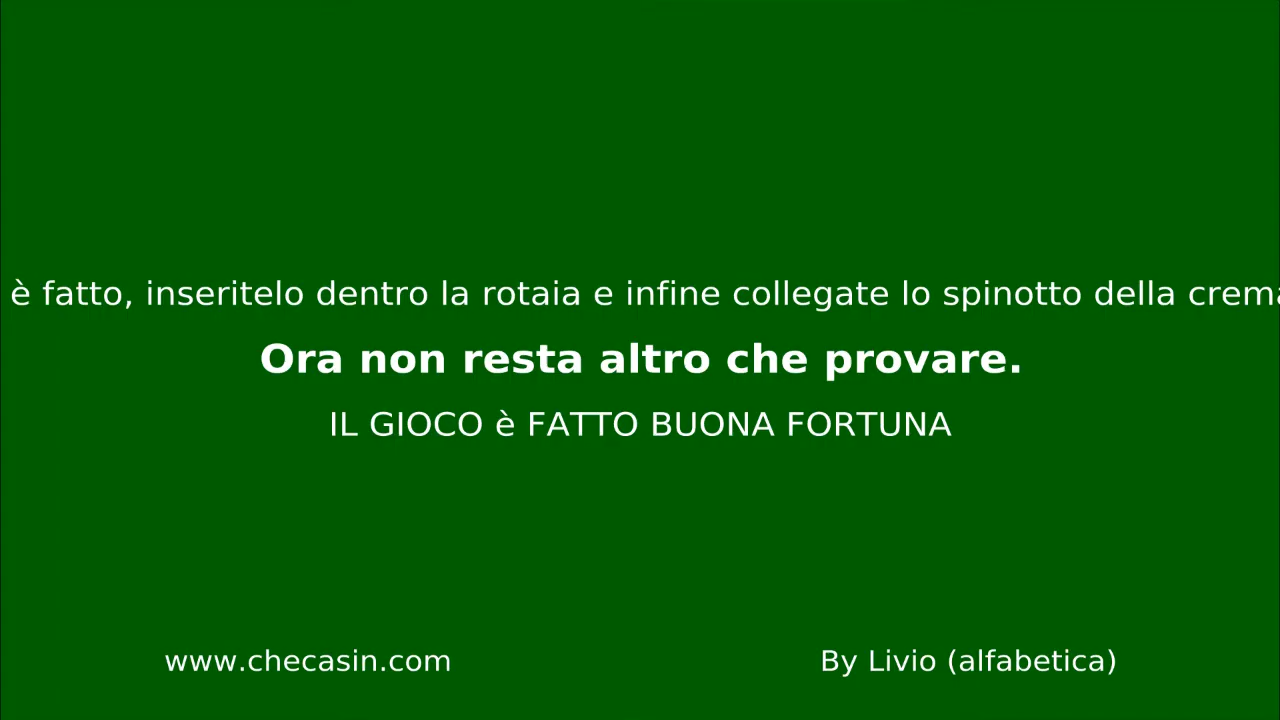 è fatto, inseritelo dentro la rotaia e infine collegate lo spinotto della crema
Ora non resta altro che provare.
IL GIOCO è FATTO BUONA FORTUNA
www.checasin.com
By Livio (alfabetica)